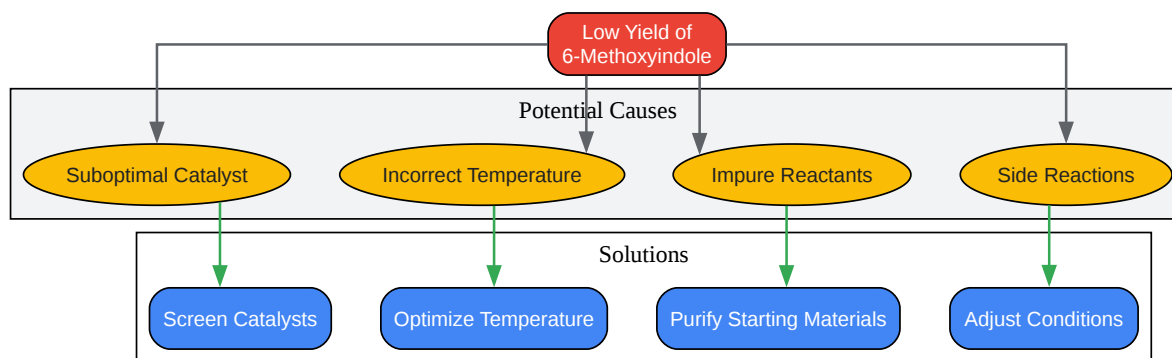 Low Yield of
6-Methoxyindole
Potential Causes
Suboptimal Catalyst
Incorrect Temperature
Impure Reactants
Side Reactions
Solutions
Screen Catalysts
Optimize Temperature
Purify Starting Materials
Adjust Conditions